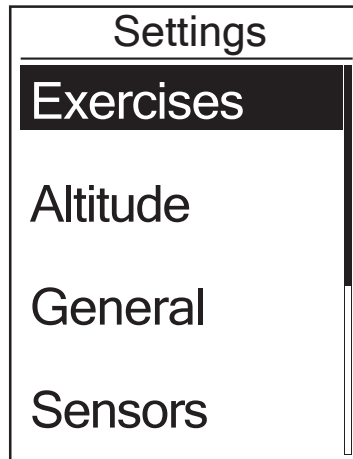 Settings
Exercises
Altitude
General
Sensors